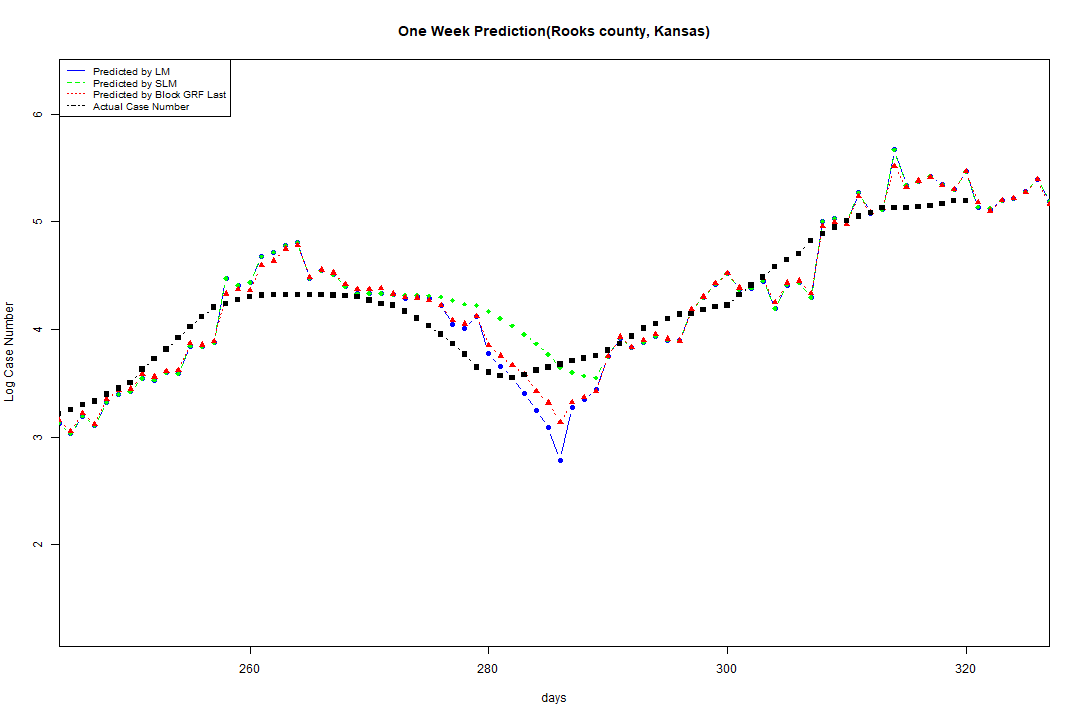 One Week Prediction(Rooks county, Kansas)
Predicted by LM
Predicted by SLM
Predicted by Block GRF Last
Actual Case Number
6
5
4
3
2
Log Case Number
260 280 300 320
days